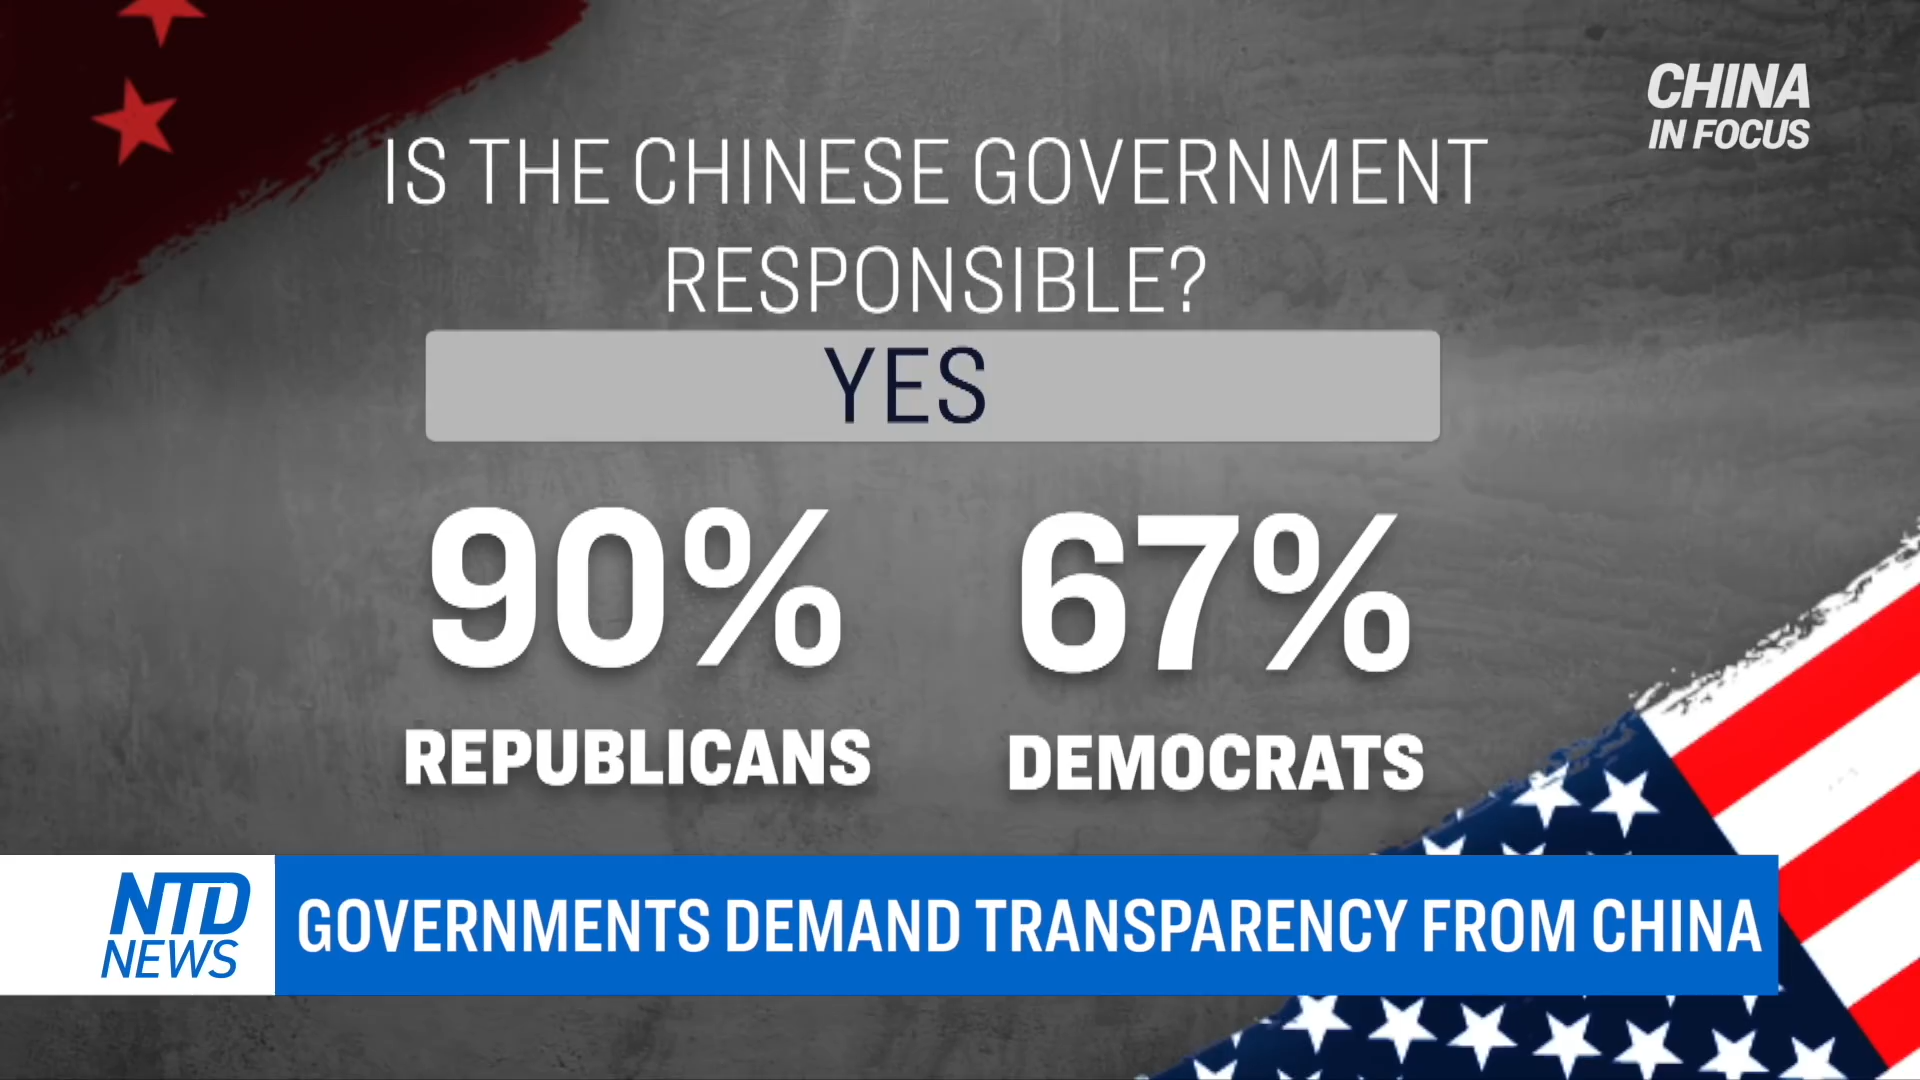 CHINA
IN FOCUS
IS THE CHINESE GOVERNMENT
RESPONSIBLE?
YES
90% 67%
REPUBLICANS DEMOCRATS
NTD
NEWS
GOVERNMENTS DEMAND TRANSPARENCY FROM CHINA